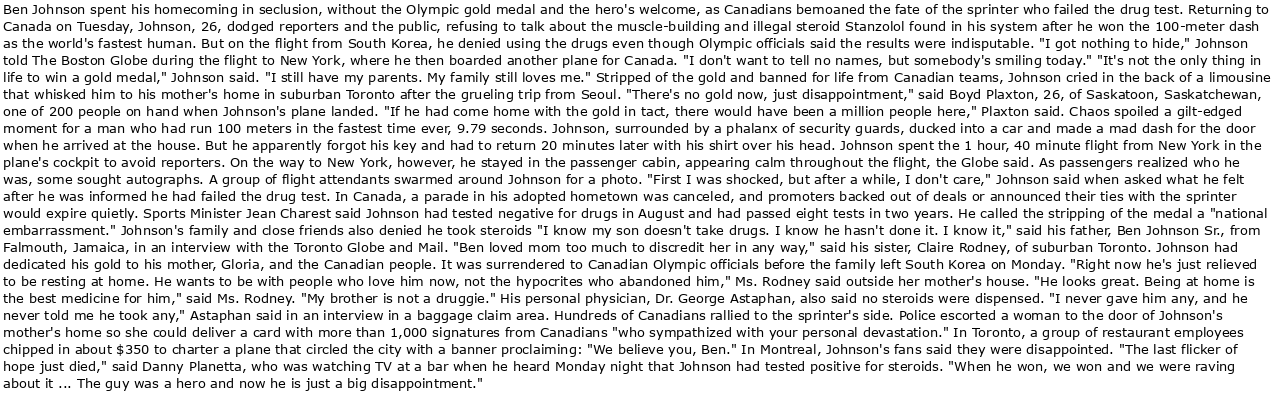 Ben Johnson spent his homecoming in seclusion, without the Olympic gold medal and the hero's welcome, as Canadians bemoaned the fate of the sprinter who failed the drug test. Returning to
Canada on Tuesday, Johnson, 26, dodged reporters and the public, refusing to talk about the muscle-building and illegal steroid Stanzolol found in his system after he won the 100-meter dash
as the world's fastest human. But on the flight from South Korea, he denied using the drugs even though Olympic officials said the results were indisputable. "I got nothing to hide," Johnson
told The Boston Globe during the flight to New York, where he then boarded another plane for Canada. "I don't want to tell no names, but somebody's smiling today." "It's not the only thing in
life to win a gold medal," Johnson said. "I still have my parents. My family still loves me." Stripped of the gold and banned for life from Canadian teams, Johnson cried in the back of a limousine
that whisked him to his mother's home in suburban Toronto after the grueling trip from Seoul. "There's no gold now, just disappointment," said Boyd Plaxton, 26, of Saskatoon, Saskatchewan,
one of 200 people on hand when Johnson's plane landed. "If he had come home with the gold in tact, there would have been a million people here," Plaxton said. Chaos spoiled a gilt-edged
moment for a man who had run 100 meters in the fastest time ever, 9.79 seconds. Johnson, surrounded by a phalanx of security guards, ducked into a car and made a mad dash for the door
when he arrived at the house. But he apparently forgot his key and had to return 20 minutes later with his shirt over his head. Johnson spent the 1 hour, 40 minute flight from New York in the
plane's cockpit to avoid reporters. On the way to New York, however, he stayed in the passenger cabin, appearing calm throughout the flight, the Globe said. As passengers realized who he
was, some sought autographs. A group of flight attendants swarmed around Johnson for a photo. "First I was shocked, but after a while, I don't care," Johnson said when asked what he felt
after he was informed he had failed the drug test. In Canada, a parade in his adopted hometown was canceled, and promoters backed out of deals or announced their ties with the sprinter
would expire quietly. Sports Minister Jean Charest said Johnson had tested negative for drugs in August and had passed eight tests in two years. He called the stripping of the medal a "national
embarrassment." Johnson's family and close friends also denied he took steroids "I know my son doesn't take drugs. I know he hasn't done it. I know it," said his father, Ben Johnson Sr., from
Falmouth, Jamaica, in an interview with the Toronto Globe and Mail. "Ben loved mom too much to discredit her in any way," said his sister, Claire Rodney, of suburban Toronto. Johnson had
dedicated his gold to his mother, Gloria, and the Canadian people. It was surrendered to Canadian Olympic officials before the family left South Korea on Monday. "Right now he's just relieved
to be resting at home. He wants to be with people who love him now, not the hypocrites who abandoned him," Ms. Rodney said outside her mother's house. "He looks great. Being at home is
the best medicine for him," said Ms. Rodney. "My brother is not a druggie." His personal physician, Dr. George Astaphan, also said no steroids were dispensed. "I never gave him any, and he
never told me he took any," Astaphan said in an interview in a baggage claim area. Hundreds of Canadians rallied to the sprinter's side. Police escorted a woman to the door of Johnson's
mother's home so she could deliver a card with more than 1,000 signatures from Canadians "who sympathized with your personal devastation." In Toronto, a group of restaurant employees
chipped in about $350 to charter a plane that circled the city with a banner proclaiming: "We believe you, Ben." In Montreal, Johnson's fans said they were disappointed. "The last flicker of
hope just died," said Danny Planetta, who was watching TV at a bar when he heard Monday night that Johnson had tested positive for steroids. "When he won, we won and we were raving
about it ... The guy was a hero and now he is just a big disappointment."